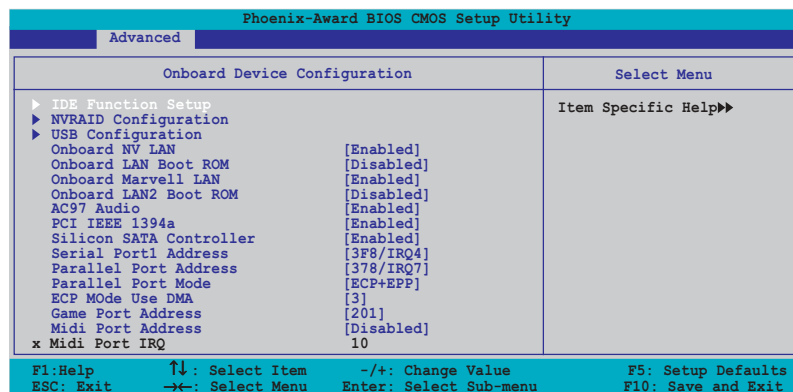 Phoenix-Award BIOS CMOS Setup Utility
Advanced
Onboard Device Configuration
Select Menu
IDE Function Setup
NVRAID Configuration
USB Configuration
Onboard NV LAN [Enabled]
Onboard LAN Boot ROM [Disabled]
Onboard Marvell LAN [Enabled]
Onboard LAN2 Boot ROM [Disabled]
AC97 Audio [Enabled]
PCI IEEE 1394a [Enabled]
Silicon SATA Controller [Enabled]
Serial Port1 Address [3F8/IRQ4]
Parallel Port Address [378/IRQ7]
Parallel Port Mode [ECP+EPP]
ECP MOde Use DMA [3]
Game Port Address [201]
Midi Port Address [Disabled]
x Midi Port IRQ 10
Item Specific Help
F1:Help ↑↓: Select Item -/+: Change Value F5: Setup Defaults
ESC: Exit →←: Select Menu Enter: Select Sub-menu F10: Save and Exit